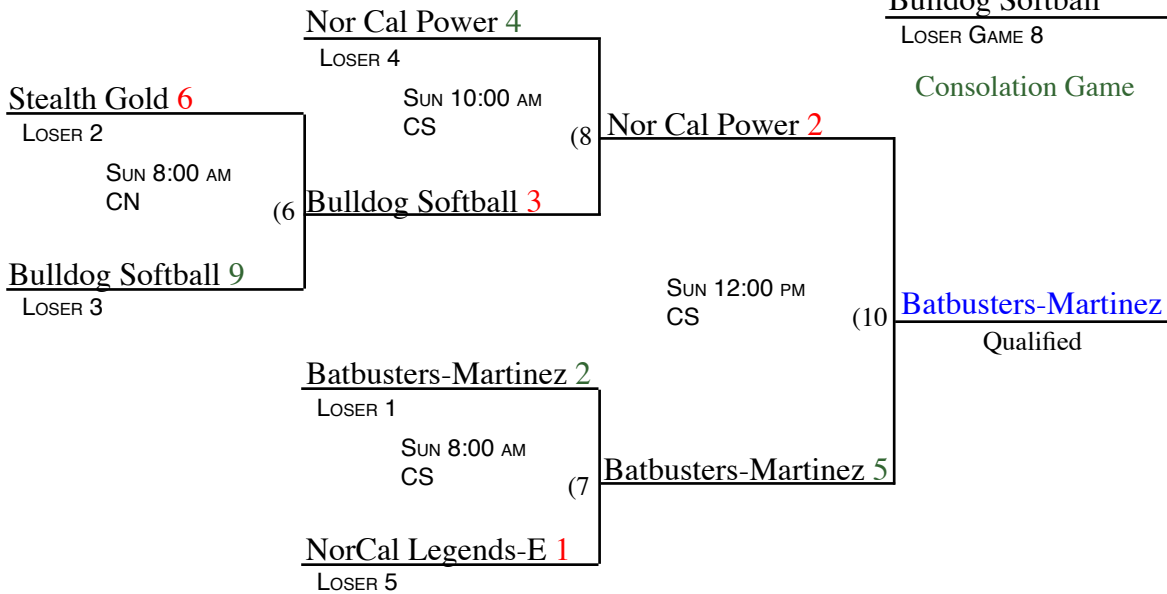 Bulldog Softball
LOSER GAME 8
Consolation Game
Nor Cal Power 4
LOSER 4
SUN 10:00 AM
CS
(8
Stealth Gold 6
LOSER 2
SUN 8:00 AM
CN
(6
Bulldog Softball 9
LOSER 3
Bulldog Softball 3
Nor Cal Power 2
SUN 12:00 PM
CS
(10
Batbusters-Martinez
Qualified
Batbusters-Martinez 2
LOSER 1
SUN 8:00 AM
CS
(7
Batbusters-Martinez 5
NorCal Legends-E 1
LOSER 5